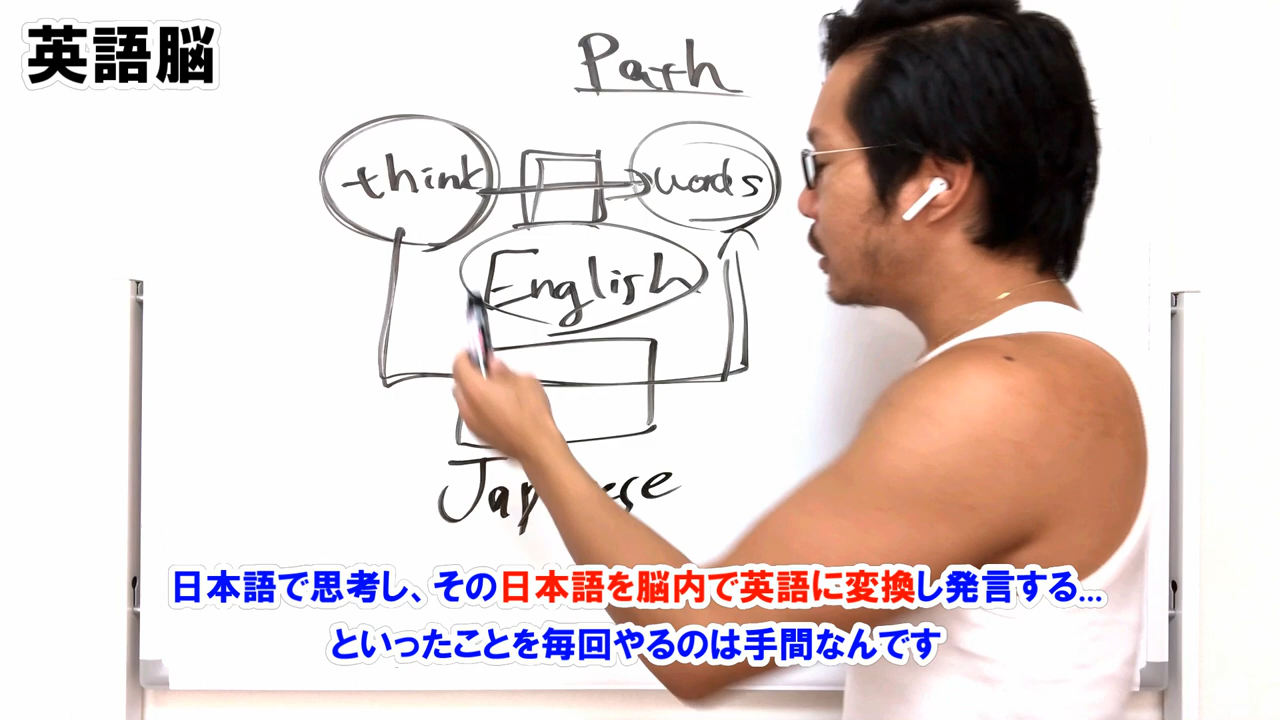 英語脳
Path
think
words
English
Japanese
日本語で思考し、その日本語を脳内で英語に変換し発言する...
といったことを毎回やるのは手間なんです